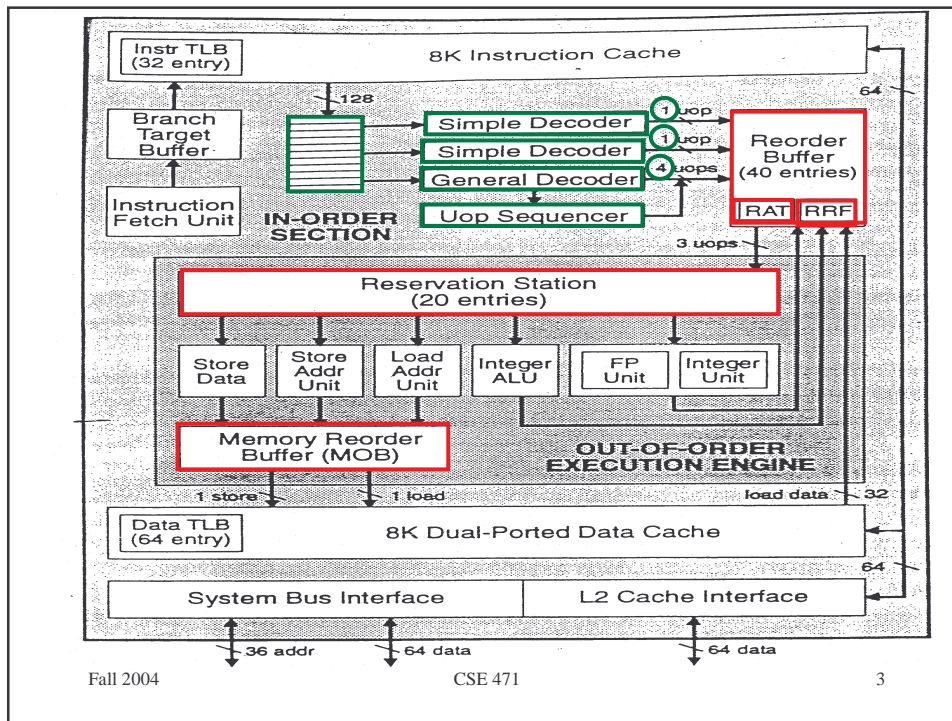 Instr TLB
(32 entry)
8K Instruction Cache
128
64
Branch
Target
Buffer
Instruction
Fetch Unit
Simple Decoder
1 uop
Simple Decoder
1 uop
General Decoder
4 uops
Uop Sequencer
Reorder
Buffer
(40 entries)
RAT
RRF
IN-ORDER
SECTION
3 uops
Reservation Station
(20 entries)
Store
Data
Store
Addr
Unit
Load
Addr
Unit
Integer
ALU
FP
Unit
Integer
Unit
Memory Reorder
Buffer (MOB)
OUT-OF-ORDER
EXECUTION ENGINE
1 store
1 load
load data
32
Data TLB
(64 entry)
8K Dual-Ported Data Cache
64
System Bus Interface
L2 Cache Interface
36 addr
64 data
64 data
Fall 2004
CSE 471
3